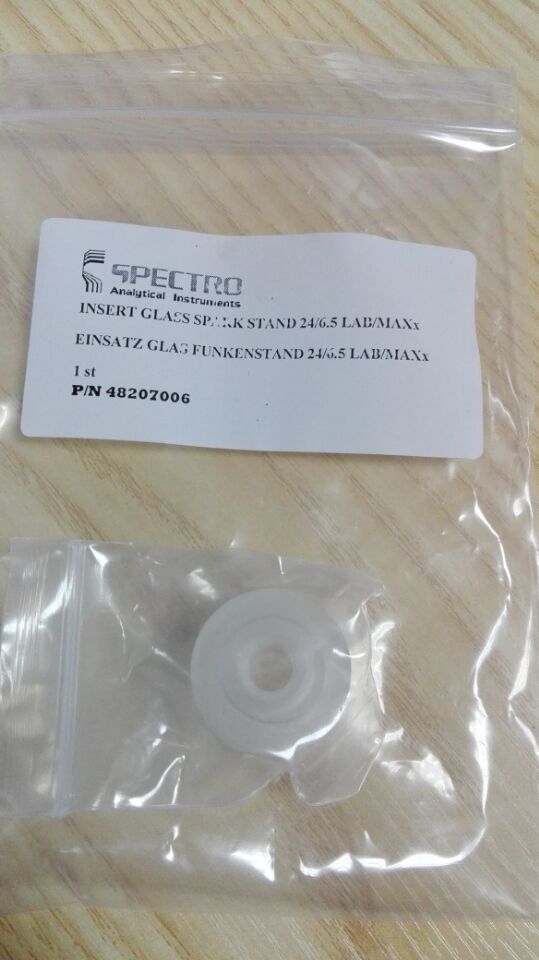 SPECTRO
Analytical Instruments
INSERT GLASS SPARK STAND 24/6.5 LAB/MAXx
EINSATZ GLAS FUNKENSTAND 24/6.5 LAB/MAXx
1 st
P/N 48207006